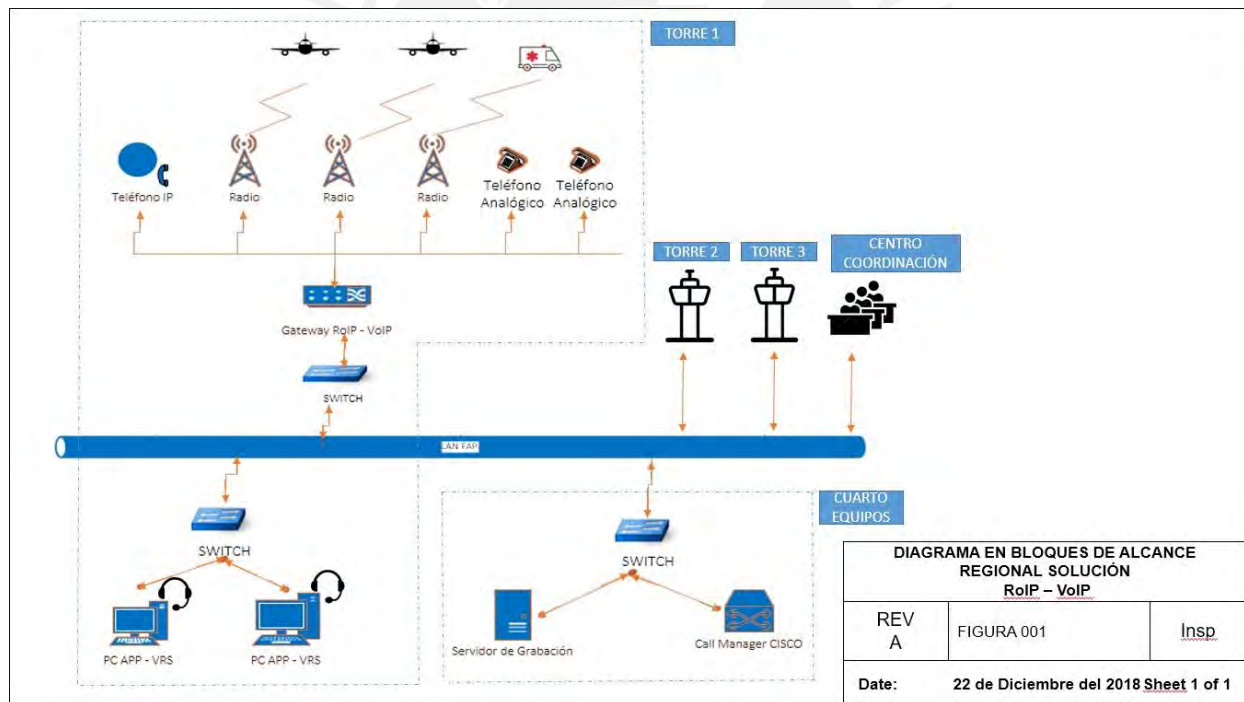 TORRE 1
Teléfono IP
Radio
Radio
Radio
Teléfono
Analógico
Teléfono
Analógico
Gateway RoIP - VoIP
SWITCH
TORRE 2
TORRE 3
CENTRO
COORDINACIÓN
LAN FAP
SWITCH
PC APP - VRS
PC APP - VRS
CUARTO
EQUIPOS
SWITCH
Servidor de Grabación
Call Manager CISCO
DIAGRAMA EN BLOQUES DE ALCANCE
REGIONAL SOLUCIÓN
RoIP – VoIP
REV
A
FIGURA 001
Insp
Date: 22 de Diciembre del 2018 Sheet 1 of 1